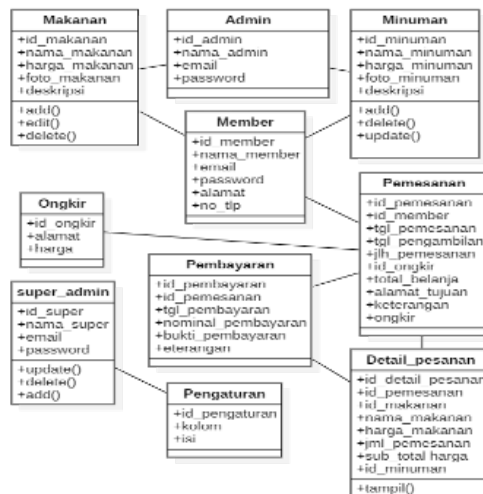 Makanan
+id_makanan
+nama_makanan
+harga_makanan
+foto_makanan
+deskripsi
+add()
+edit()
+delete()
Admin
+id_admin
+nama_admin
+email
+password
Minuman
+id_minuman
+nama_minuman
+harga_minuman
+foto_minuman
+deskripsi
+add()
+delete()
+update()
Member
+id_member
+nama_member
+email
+password
+alamat
+no_tlp
Ongkir
+id_ongkir
+alamat
+harga
Pemesanan
+id_pemesanan
+id_member
+tgl_pemesanan
+tgl_pengambilan
+jlh_pemesanan
+id_ongkir
+total_belanja
+alamat_tujuan
+keterangan
+ongkir
Pembayaran
+id_pembayaran
+id_pemesanan
+tgl_pembayaran
+nominal_pembayaran
+bukti_pembayaran
+eterangan
super_admin
+id_super
+nama_super
+email
+password
+update()
+delete()
+add()
Pengaturan
+id_pengaturan
+kolom
+isi
Detail_pesanan
+id_detail_pesanan
+id_pemesanan
+id_makanan
+nama_makanan
+harga_makanan
+jml_pemesanan
+sub_total harga
+id_minuman
+tampil()